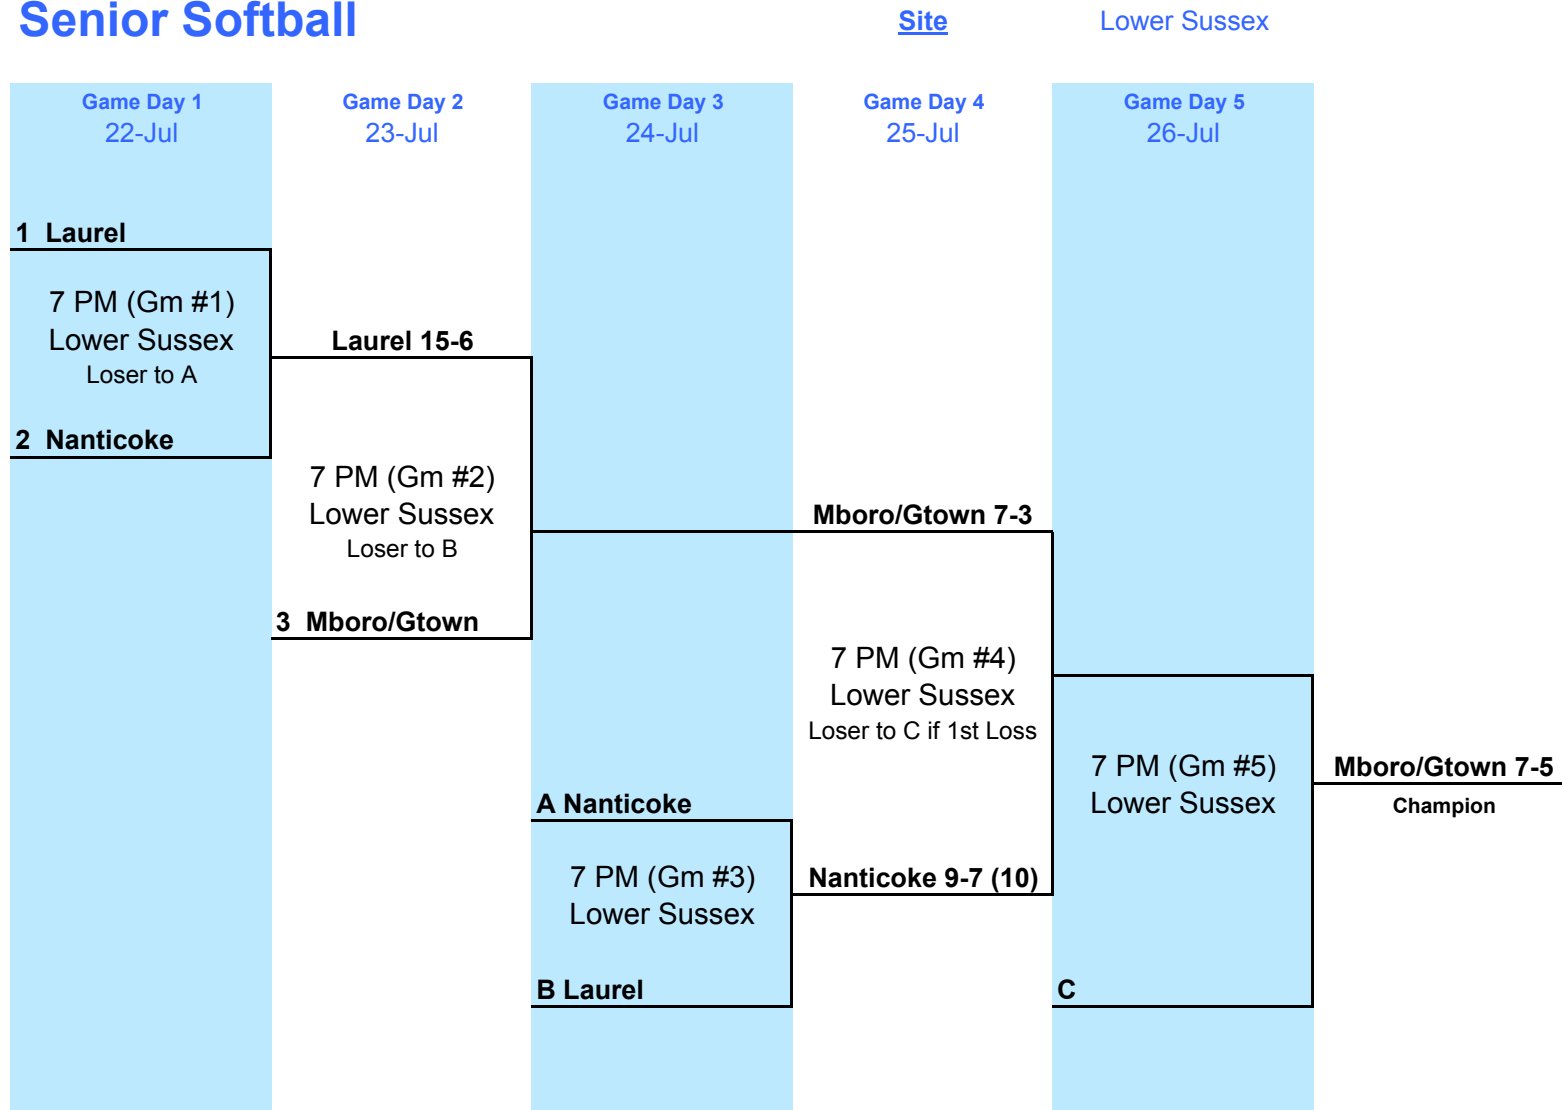 Senior Softball
Site
Lower Sussex
Game Day 1
22-Jul
Game Day 2
23-Jul
Game Day 3
24-Jul
Game Day 4
25-Jul
Game Day 5
26-Jul
1 Laurel
7 PM (Gm #1)
Lower Sussex
Loser to A
2 Nanticoke
Laurel 15-6
7 PM (Gm #2)
Lower Sussex
Loser to B
3 Mboro/Gtown
A Nanticoke
7 PM (Gm #3)
Lower Sussex
B Laurel
Mboro/Gtown 7-3
7 PM (Gm #4)
Lower Sussex
Loser to C if 1st Loss
Nanticoke 9-7 (10)
7 PM (Gm #5)
Lower Sussex
C
Mboro/Gtown 7-5
Champion